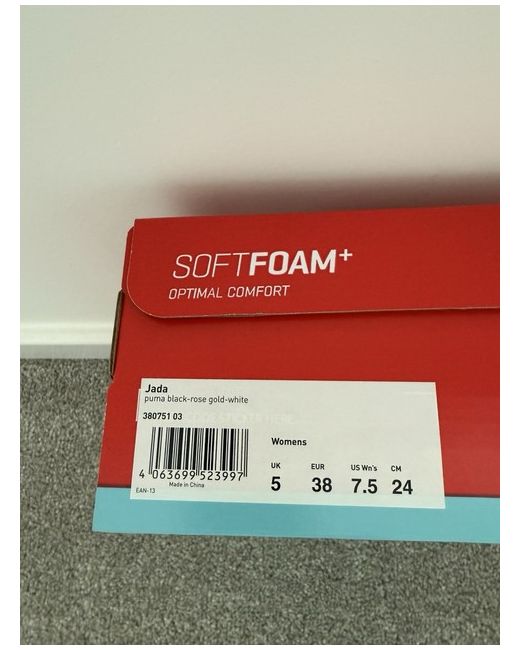 SOFTFOAM+
OPTIMAL COMFORT
Jada
puma black-rose gold-white
380751 03
Womens
UK EUR US Wn's CM
5 38 7.5 24
4 063699 523997
EAN-13 Made in China